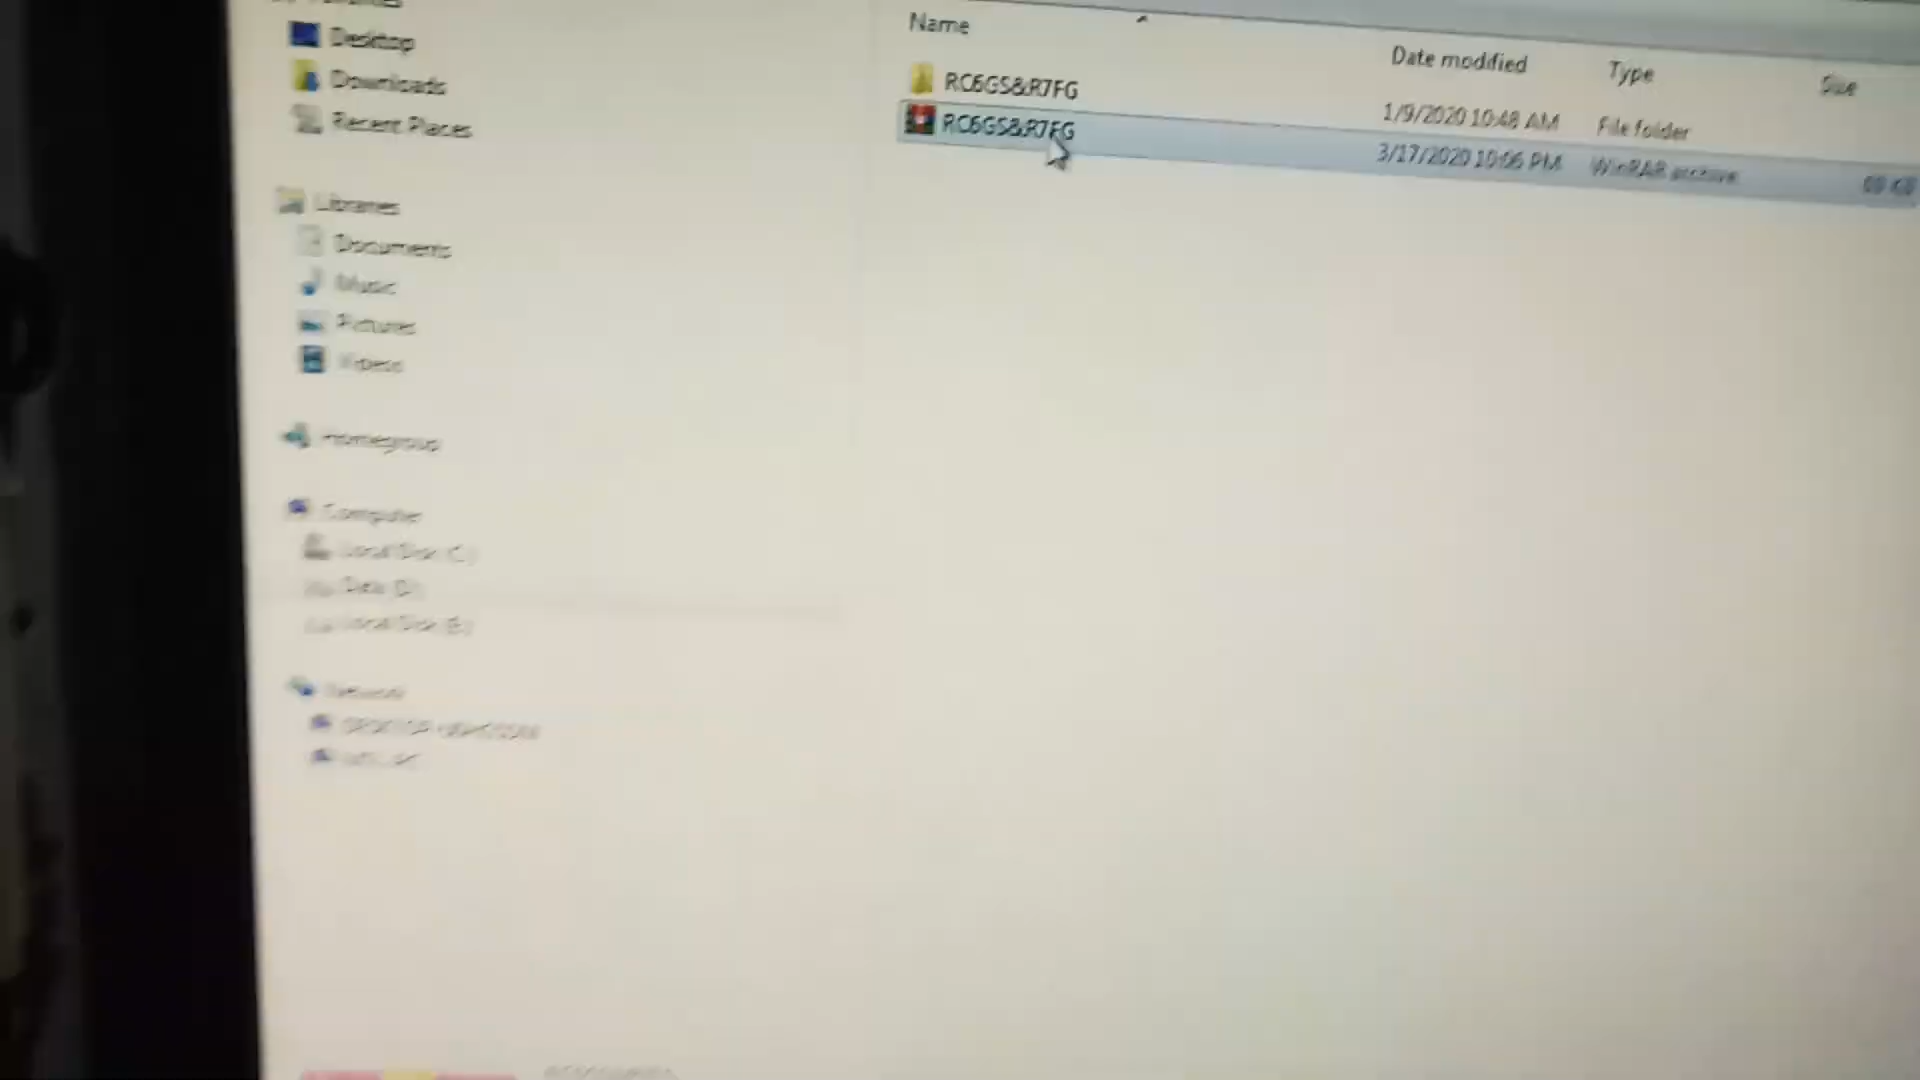 Name
Date modified
Type
Size
Desktop
Downloads
Recent Places
RC6GS&R7FG
1/9/2020 10:48 AM
File folder
RC6GS&R7FG
3/17/2020 10:06 PM
WinRAR archive
Libraries
Documents
Music
Pictures
Videos
Homegroup
Computer
Local Disk (C:)
Data (D:)
Local Disk (E:)
Network